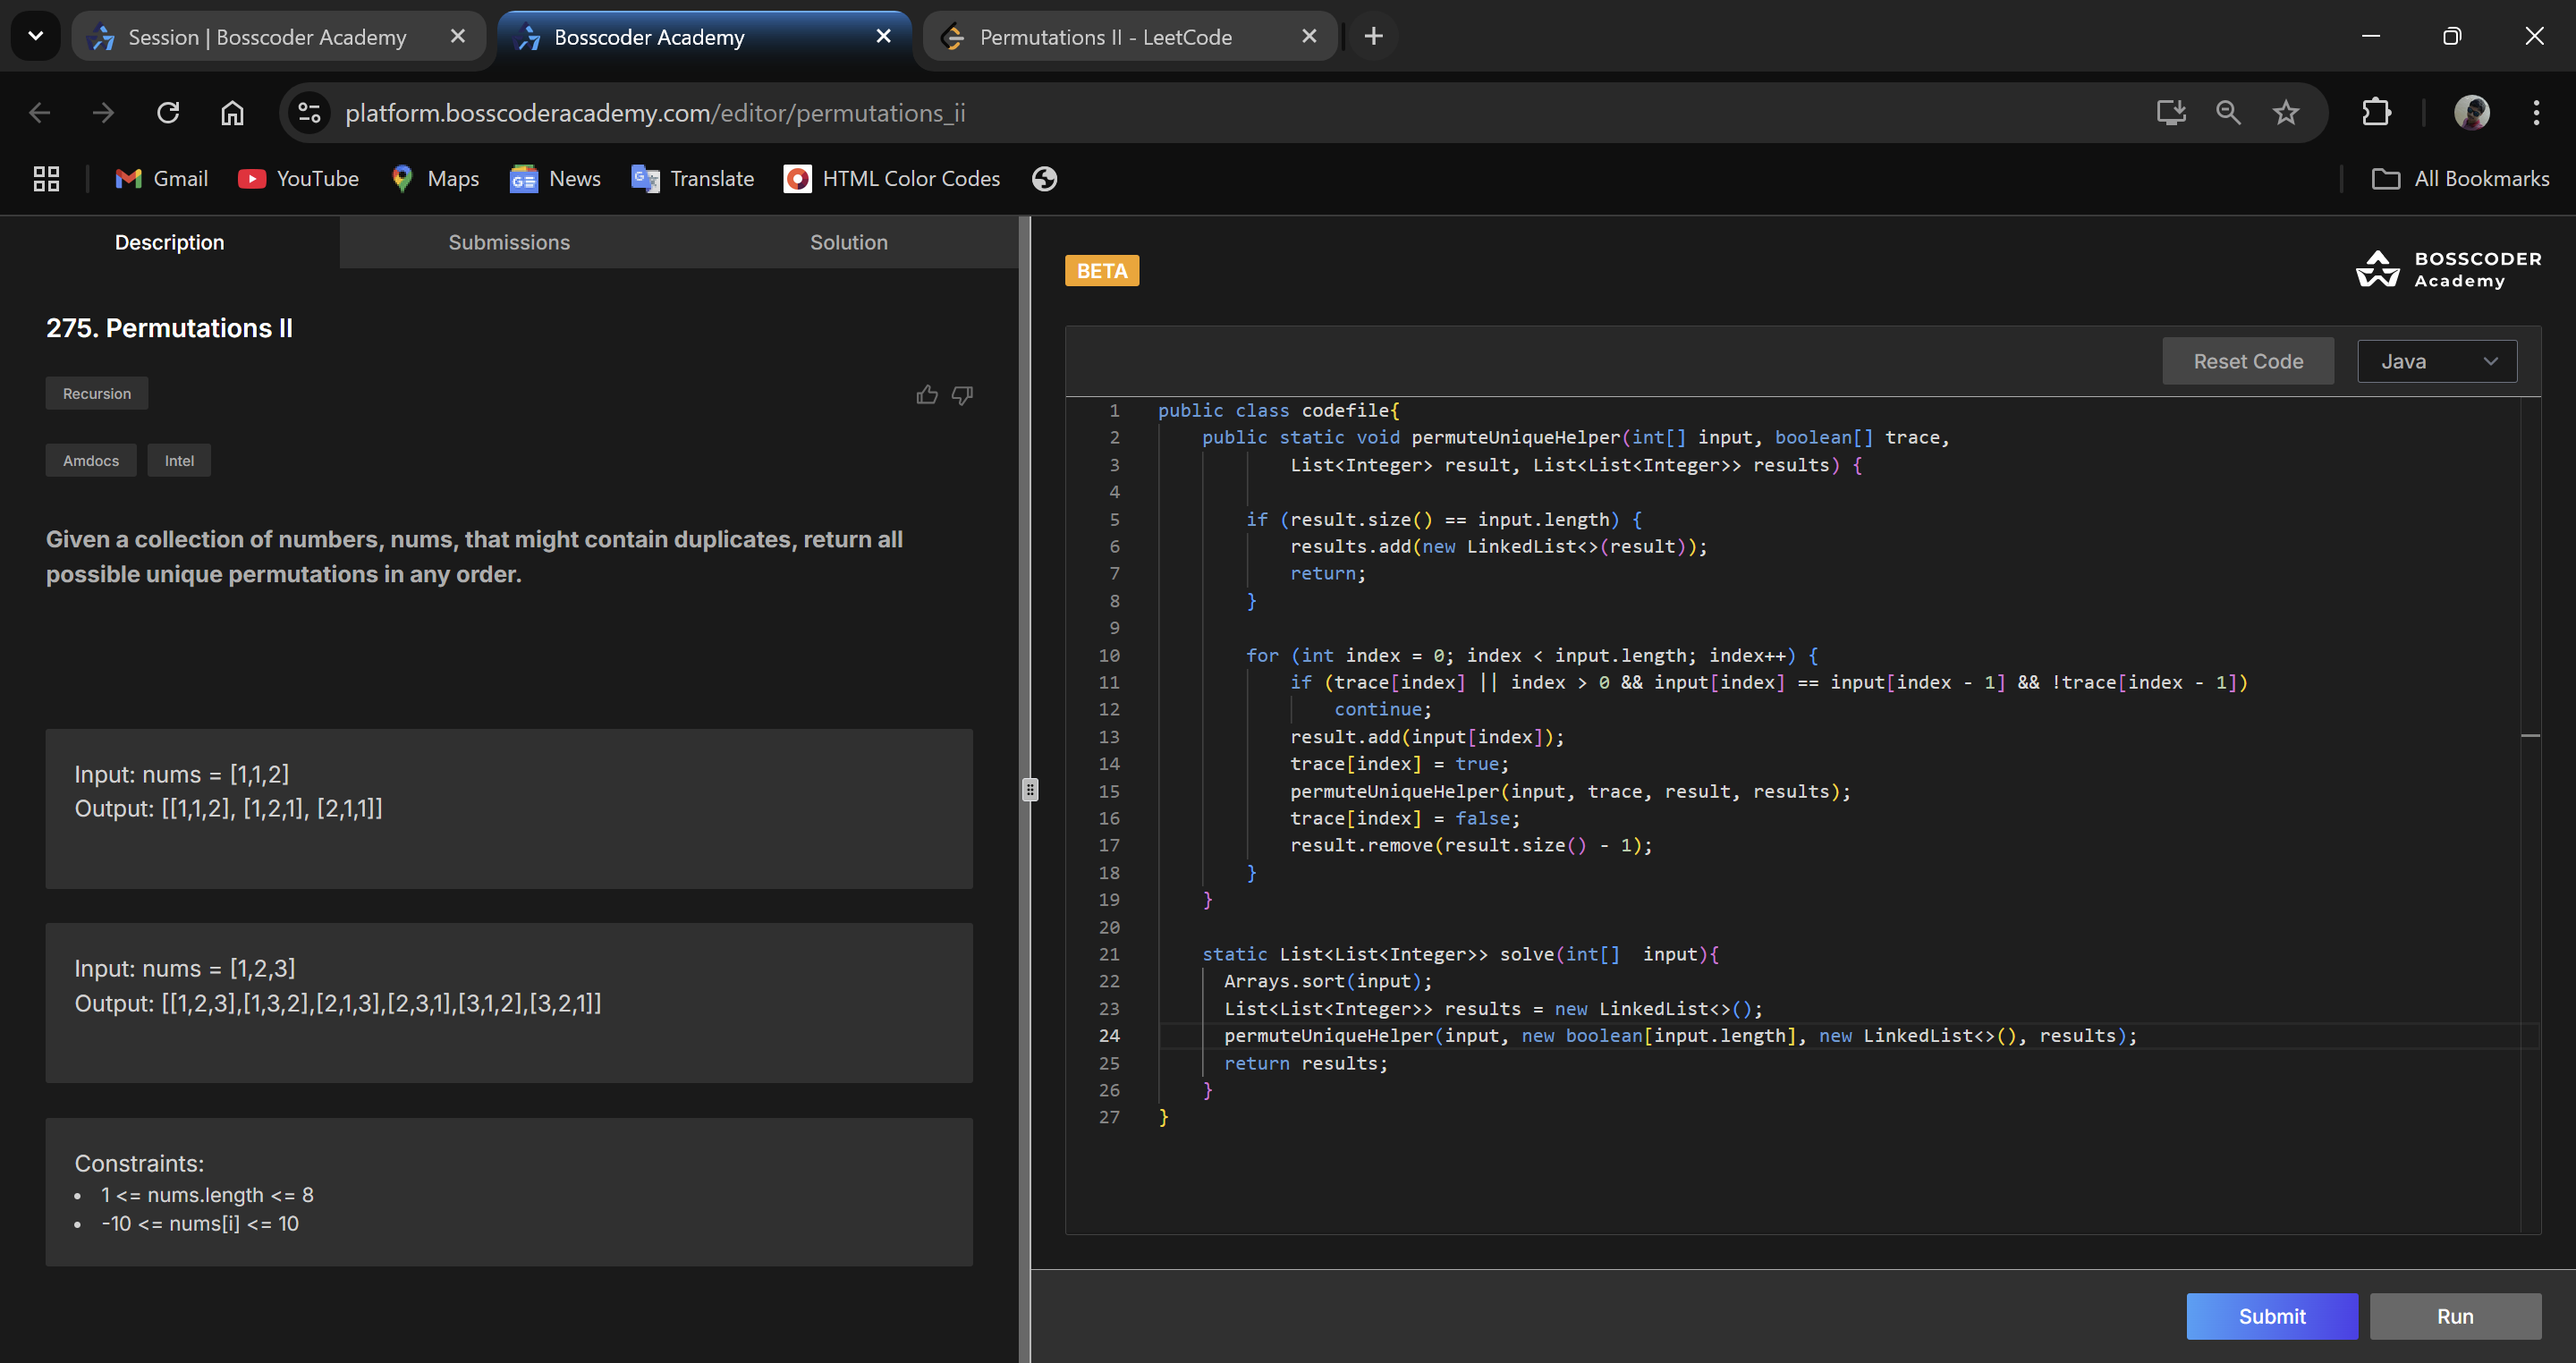 Session | Bosscoder Academy
Bosscoder Academy
Permutations II - LeetCode
platform.bosscoderacademy.com/editor/permutations_ii
Gmail
YouTube
Maps
News
Translate
HTML Color Codes
All Bookmarks
Description
Submissions
Solution
275. Permutations II
Recursion
Amdocs
Intel
Given a collection of numbers, nums, that might contain duplicates, return all
possible unique permutations in any order.
Input: nums = [1,1,2]
Output: [[1,1,2], [1,2,1], [2,1,1]]
Input: nums = [1,2,3]
Output: [[1,2,3],[1,3,2],[2,1,3],[2,3,1],[3,1,2],[3,2,1]]
Constraints:
• 1 <= nums.length <= 8
• -10 <= nums[i] <= 10
BETA
BOSSCODER
Academy
Reset Code
Java
1 public class codefile{
2 public static void permuteUniqueHelper(int[] input, boolean[] trace,
3 List<Integer> result, List<List<Integer>> results) {
4
5 if (result.size() == input.length) {
6 results.add(new LinkedList<>(result));
7 return;
8 }
9
10 for (int index = 0; index < input.length; index++) {
11 if (trace[index] || index > 0 && input[index] == input[index - 1] && !trace[index - 1])
12 continue;
13 result.add(input[index]);
14 trace[index] = true;
15 permuteUniqueHelper(input, trace, result, results);
16 trace[index] = false;
17 result.remove(result.size() - 1);
18 }
19 }
20
21 static List<List<Integer>> solve(int[]  input){
22 Arrays.sort(input);
23 List<List<Integer>> results = new LinkedList<>();
24 permuteUniqueHelper(input, new boolean[input.length], new LinkedList<>(), results);
25 return results;
26 }
27 }
Submit
Run